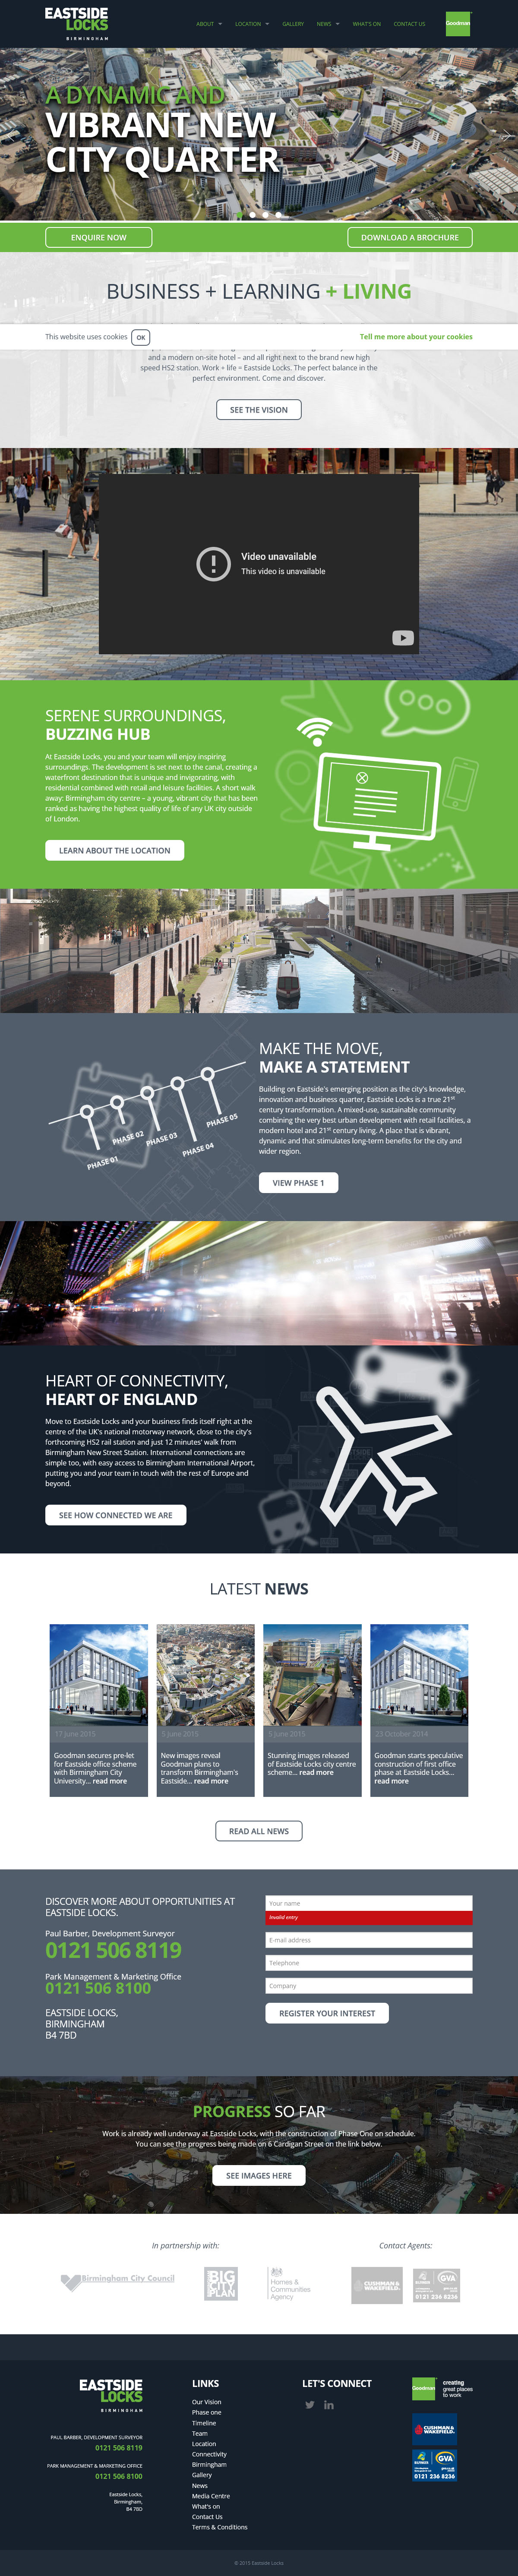 EASTSIDE
LOCKS
BIRMINGHAM
ABOUT
LOCATION
GALLERY
NEWS
WHAT'S ON
CONTACT US
Goodman
A DYNAMIC AND
VIBRANT NEW
CITY QUARTER
ENQUIRE NOW
DOWNLOAD A BROCHURE
BUSINESS + LEARNING + LIVING
This website uses cookies OK
Tell me more about your cookies
and a modern on-site hotel – and all right next to the brand new high
speed HS2 station. Work + life = Eastside Locks. The perfect balance in the
perfect environment. Come and discover.
SEE THE VISION
Video unavailable
This video is unavailable
SERENE SURROUNDINGS,
BUZZING HUB
At Eastside Locks, you and your team will enjoy inspiring
surroundings. The development is set next to the canal, creating a
waterfront destination that is unique and invigorating, with
residential combined with retail and leisure facilities. A short walk
away: Birmingham city centre – a young, vibrant city that has been
ranked as having the highest quality of life of any UK city outside
of London.
LEARN ABOUT THE LOCATION
PHASE 01
PHASE 02
PHASE 03
PHASE 04
PHASE 05
MAKE THE MOVE,
MAKE A STATEMENT
Building on Eastside's emerging position as the city's knowledge,
innovation and business quarter, Eastside Locks is a true 21st
century transformation. A mixed-use, sustainable community
combining the very best urban development with retail facilities, a
modern hotel and 21st century living. A place that is vibrant,
dynamic and that stimulates long-term benefits for the city and
wider region.
VIEW PHASE 1
HEART OF CONNECTIVITY,
HEART OF ENGLAND
Move to Eastside Locks and your business finds itself right at the
centre of the UK's national motorway network, close to the city's
forthcoming HS2 rail station and just 12 minutes' walk from
Birmingham New Street Station. International connections are
simple too, with easy access to Birmingham International Airport,
putting you and your team in touch with the rest of Europe and
beyond.
SEE HOW CONNECTED WE ARE
LATEST NEWS
17 June 2015
Goodman secures pre-let
for Eastside office scheme
with Birmingham City
University... read more
5 June 2015
New images reveal
Goodman plans to
transform Birmingham's
Eastside... read more
5 June 2015
Stunning images released
of Eastside Locks city centre
scheme... read more
23 October 2014
Goodman starts speculative
construction of first office
phase at Eastside Locks...
read more
READ ALL NEWS
DISCOVER MORE ABOUT OPPORTUNITIES AT
EASTSIDE LOCKS.
Paul Barber, Development Surveyor
0121 506 8119
Park Management & Marketing Office
0121 506 8100
EASTSIDE LOCKS,
BIRMINGHAM
B4 7BD
Your name
Invalid entry
E-mail address
Telephone
Company
REGISTER YOUR INTEREST
PROGRESS SO FAR
Work is already well underway at Eastside Locks, with the construction of Phase One on schedule.
You can see the progress being made on 6 Cardigan Street on the link below.
SEE IMAGES HERE
In partnership with:
Contact Agents:
Birmingham City Council
BIG
CITY
PLAN
Homes &
Communities
Agency
CUSHMAN &
WAKEFIELD
GVA
0121 236 8236
EASTSIDE
LOCKS
BIRMINGHAM
PAUL BARBER, DEVELOPMENT SURVEYOR
0121 506 8119
PARK MANAGEMENT & MARKETING OFFICE
0121 506 8100
Eastside Locks,
Birmingham,
B4 7BD
LINKS
Our Vision
Phase one
Timeline
Team
Location
Connectivity
Birmingham
Gallery
News
Media Centre
What's on
Contact Us
Terms & Conditions
LET'S CONNECT
Goodman
creating
great places
to work
CUSHMAN &
WAKEFIELD
GVA
0121 236 8236
© 2015 Eastside Locks